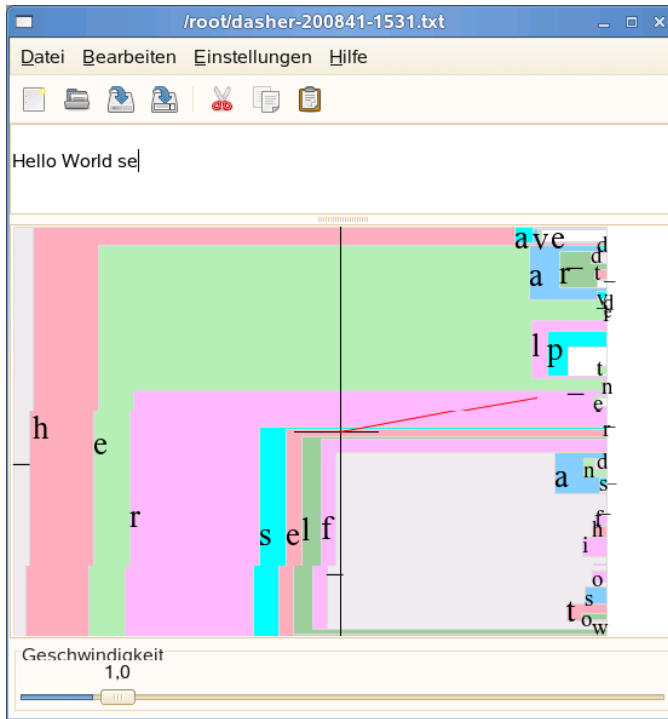 /root/dasher-200841-1531.txt
Datei Bearbeiten Einstellungen Hilfe
Hello World se
a v e d
a r d t
v
l p t
n
e
h e r s e l f r
a n d s
f
i h
o
s
t o w
Geschwindigkeit
1,0